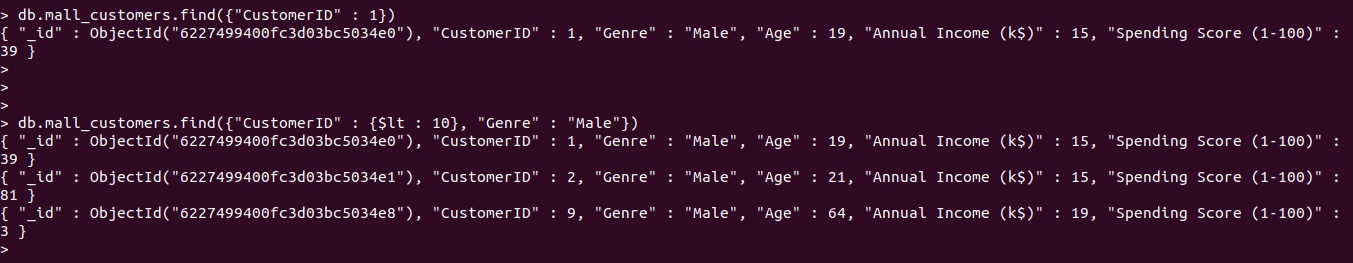 > db.mall_customers.find({"CustomerID" : 1})
{ "_id" : ObjectId("6227499400fc3d03bc5034e0"), "CustomerID" : 1, "Genre" : "Male", "Age" : 19, "Annual Income (k$)" : 15, "Spending Score (1-100)" :
39 }
>
>
>
> db.mall_customers.find({"CustomerID" : {$lt : 10}, "Genre" : "Male"})
{ "_id" : ObjectId("6227499400fc3d03bc5034e0"), "CustomerID" : 1, "Genre" : "Male", "Age" : 19, "Annual Income (k$)" : 15, "Spending Score (1-100)" :
39 }
{ "_id" : ObjectId("6227499400fc3d03bc5034e1"), "CustomerID" : 2, "Genre" : "Male", "Age" : 21, "Annual Income (k$)" : 15, "Spending Score (1-100)" :
81 }
{ "_id" : ObjectId("6227499400fc3d03bc5034e8"), "CustomerID" : 9, "Genre" : "Male", "Age" : 64, "Annual Income (k$)" : 19, "Spending Score (1-100)" :
3 }
>